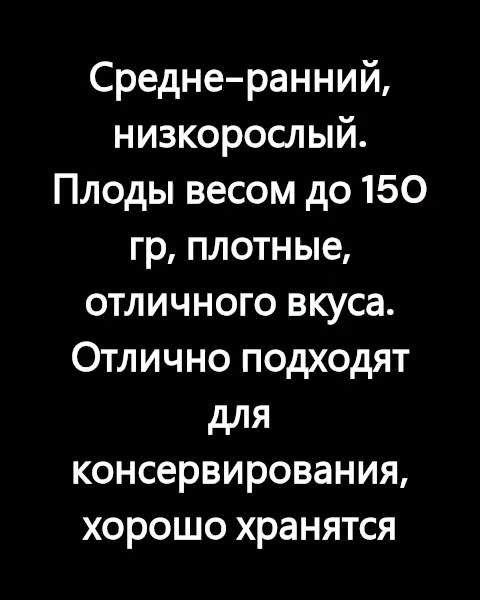 Средне-ранний,
низкорослый.
Плоды весом до 150
гр, плотные,
отличного вкуса.
Отлично подходят
для
консервирования,
хорошо хранятся